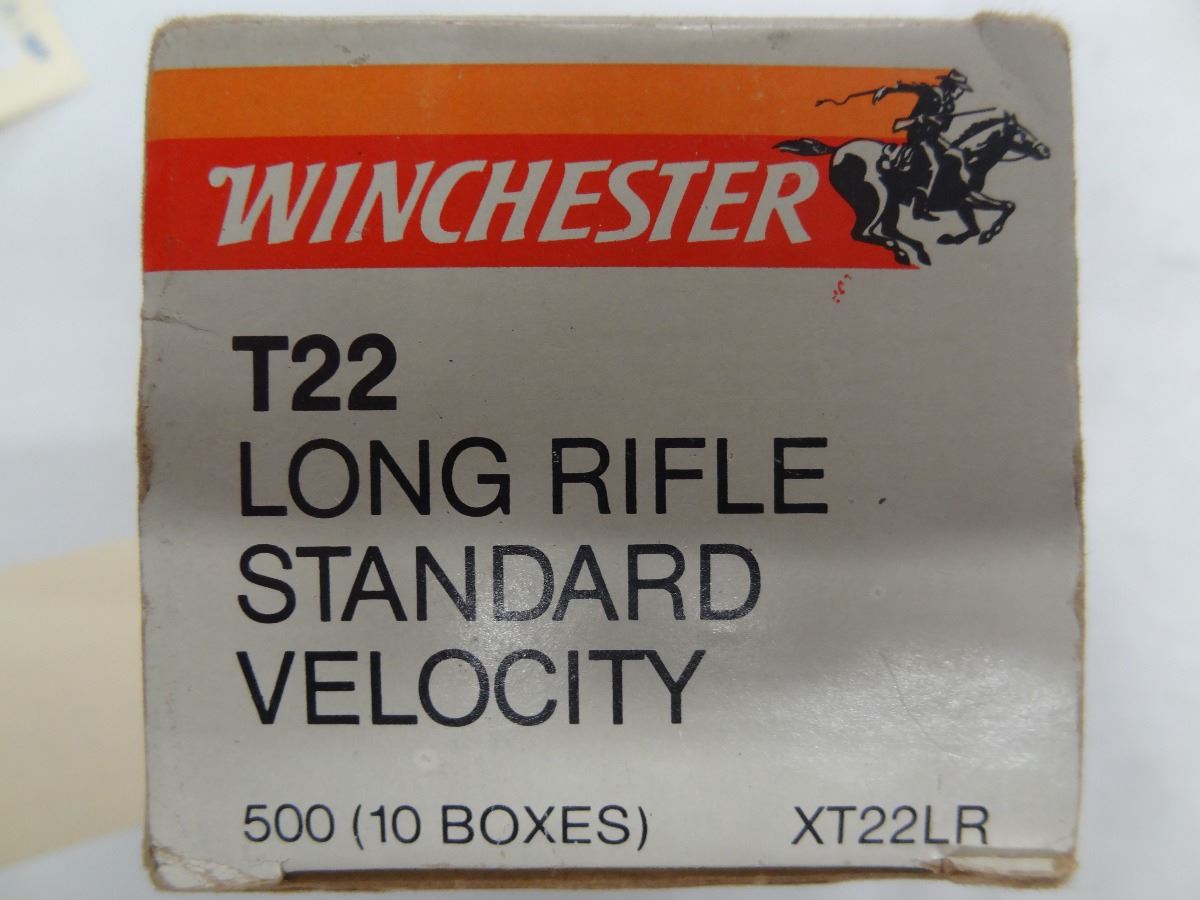 WINCHESTER
T22
LONG RIFLE
STANDARD
VELOCITY
500 (10 BOXES) XT22LR